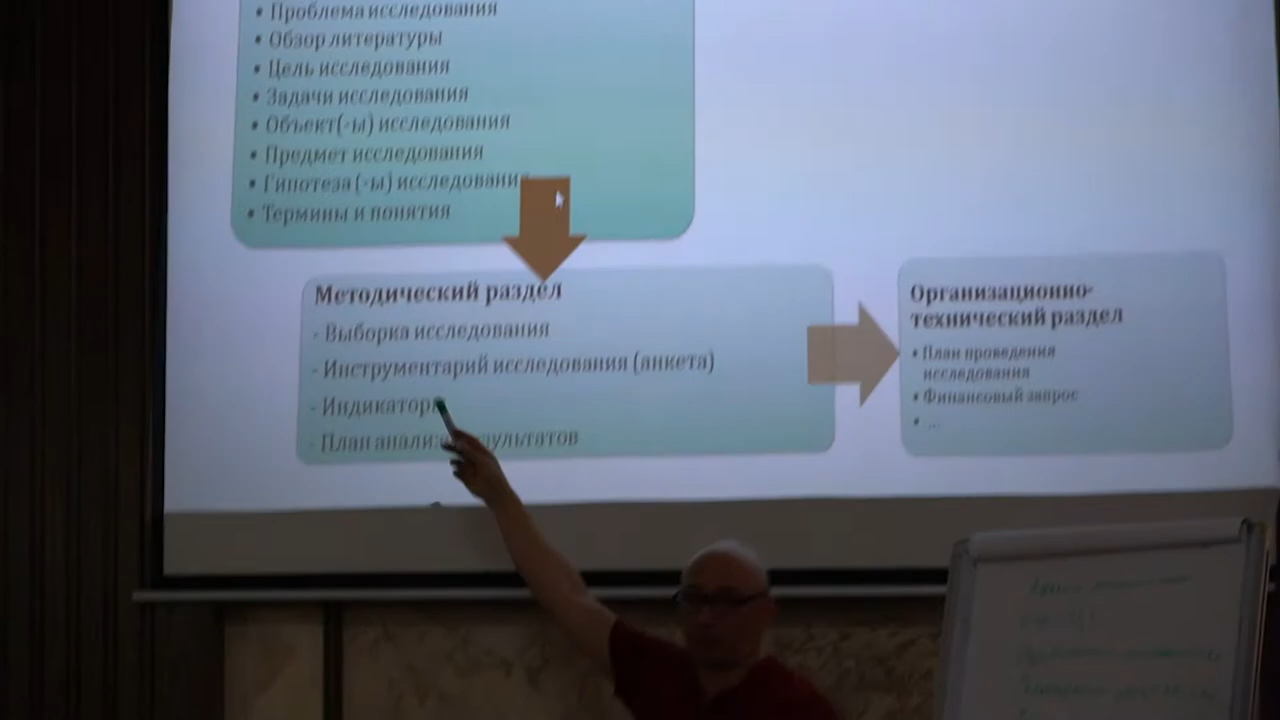 • Проблема исследования
• Обзор литературы
• Цель исследования
• Задачи исследования
• Объект(-ы) исследования
• Предмет исследования
• Гипотеза (-ы) исследования
• Термины и понятия
Методический раздел
- Выборка исследования
- Инструментарий исследования (анкета)
- Индикаторы
- План анализа результатов
Организационно-
технический раздел
• План проведения
исследования
• Финансовый запрос
• ...